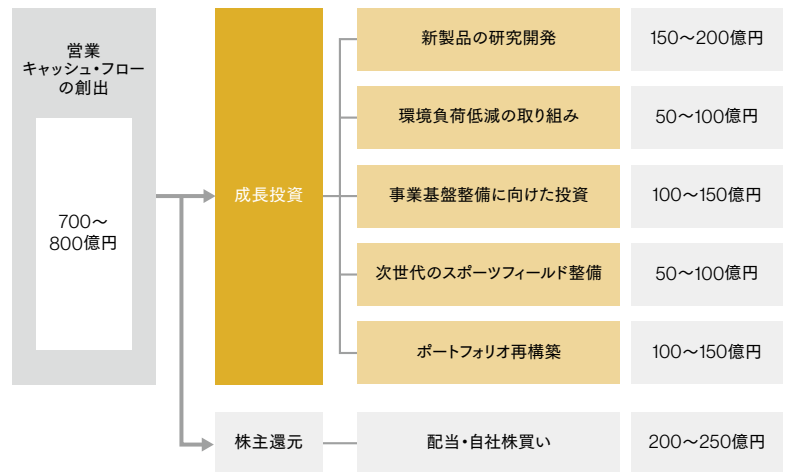 営業
キャッシュ・フロー
の創出
700～
800億円
成長投資
新製品の研究開発
150～200億円
環境負荷低減の取り組み
50～100億円
事業基盤整備に向けた投資
100～150億円
次世代のスポーツフィールド整備
50～100億円
ポートフォリオ再構築
100～150億円
株主還元
配当・自社株買い
200～250億円